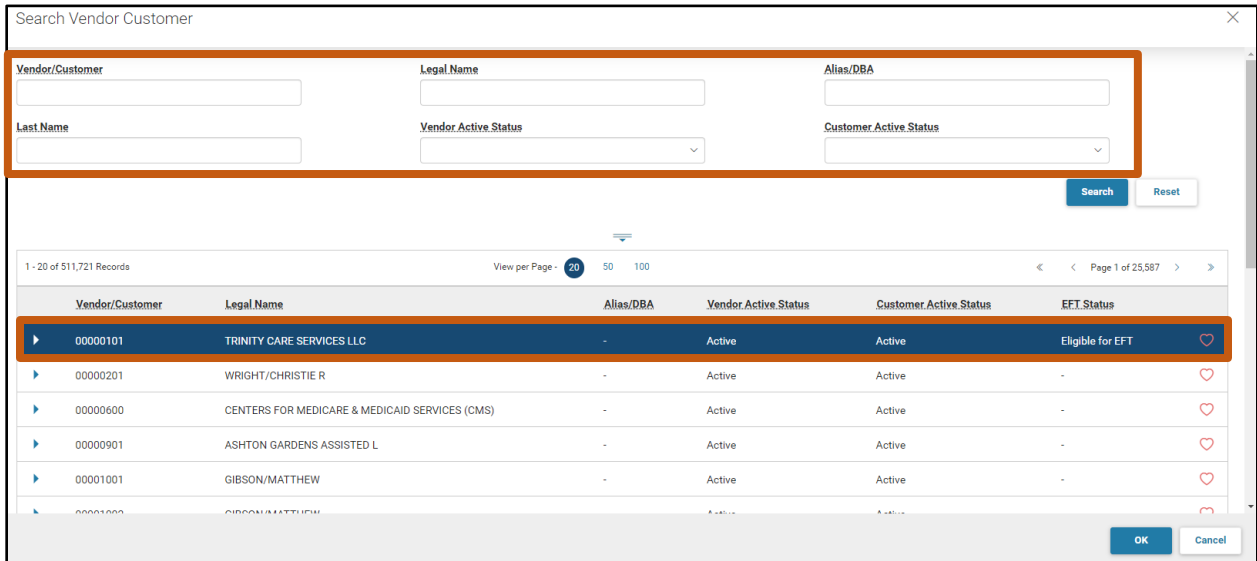 Search Vendor Customer
Vendor/Customer Legal Name Alias/DBA
Last Name Vendor Active Status Customer Active Status
Search Reset
1 - 20 of 511,721 Records View per Page - 20 50 100 « < Page 1 of 25,587 > »
Vendor/Customer Legal Name Alias/DBA Vendor Active Status Customer Active Status EFT Status
00000101 TRINITY CARE SERVICES LLC - Active Active Eligible for EFT
00000201 WRIGHT/CHRISTIE R - Active Active -
00000600 CENTERS FOR MEDICARE & MEDICAID SERVICES (CMS) - Active Active -
00000901 ASHTON GARDENS ASSISTED L - Active Active -
00001001 GIBSON/MATTHEW - Active Active -
OK Cancel